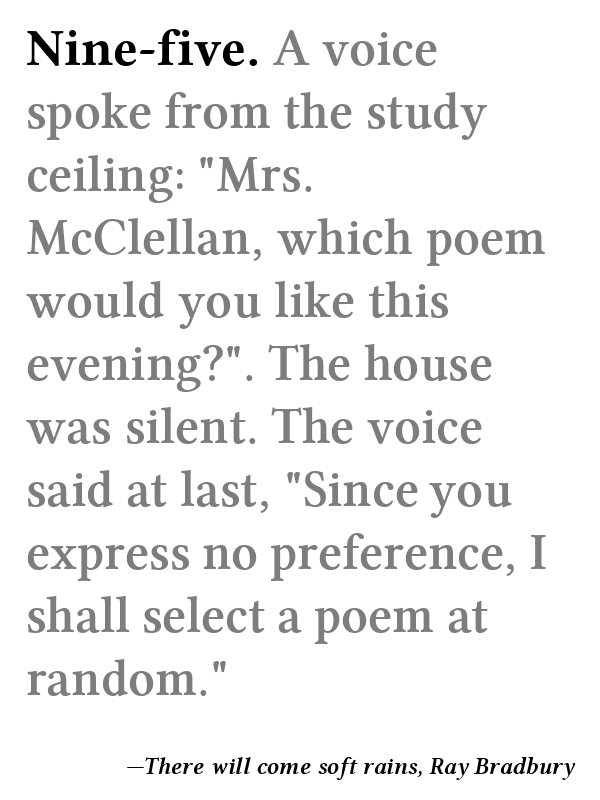 Nine-five. A voice
spoke from the study
ceiling: "Mrs.
McClellan, which poem
would you like this
evening?". The house
was silent. The voice
said at last, "Since you
express no preference, I
shall select a poem at
random."
—There will come soft rains, Ray Bradbury